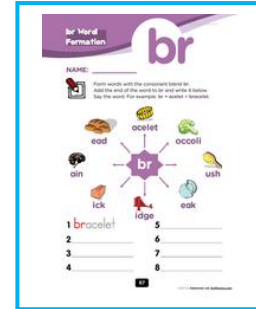 br Word
Formation
br
NAME:
Form words with the consonant blend br.
Add the end of the word to br and write it below.
Say the word. For example: br + acelet = bracelet.
acelet
ead
occoli
ain
br
ush
ick
eak
idge
1 bracelet
5
2
6
3
7
4
8
87